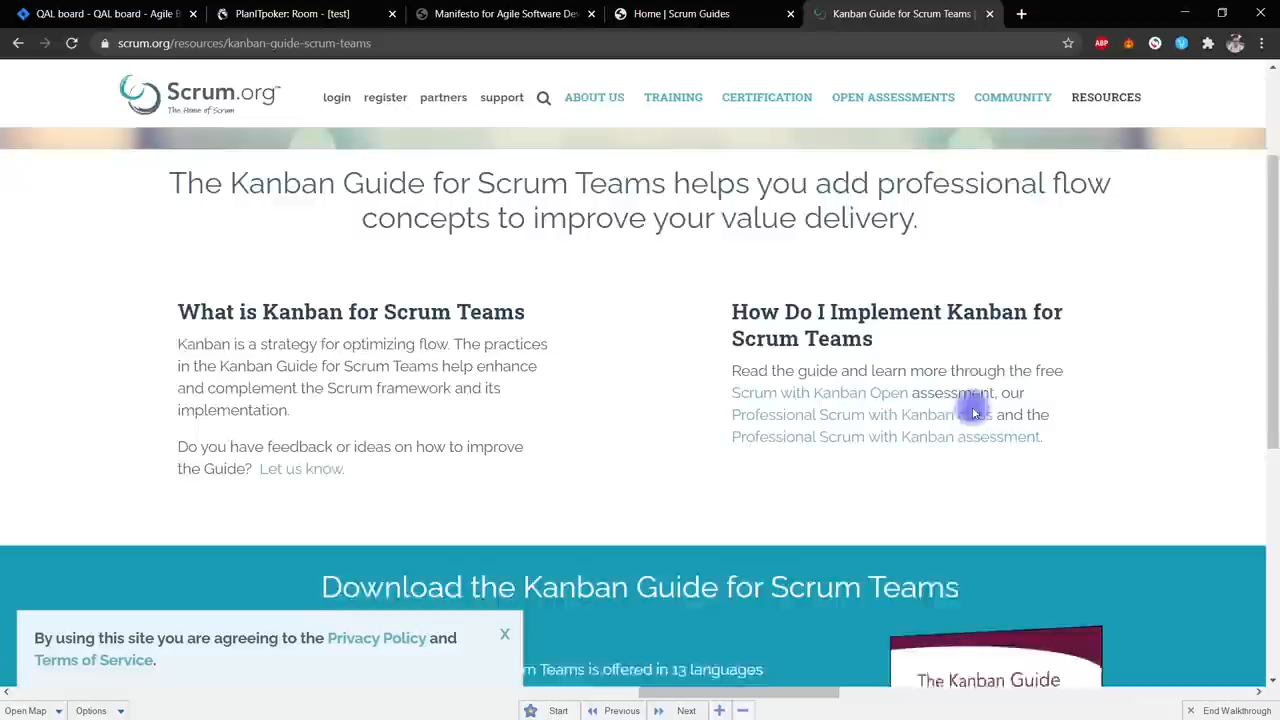 QAL board - QAL board - Agile B
PlanITpoker: Room - [test]
Manifesto for Agile Software De
Home | Scrum Guides
Kanban Guide for Scrum Teams |
scrum.org/resources/kanban-guide-scrum-teams
ABP
Scrum.org
The Home of Scrum
login register partners support ABOUT US TRAINING CERTIFICATION OPEN ASSESSMENTS COMMUNITY RESOURCES
The Kanban Guide for Scrum Teams helps you add professional flow
concepts to improve your value delivery.
What is Kanban for Scrum Teams
Kanban is a strategy for optimizing flow. The practices
in the Kanban Guide for Scrum Teams help enhance
and complement the Scrum framework and its
implementation.
Do you have feedback or ideas on how to improve
the Guide? Let us know.
How Do I Implement Kanban for
Scrum Teams
Read the guide and learn more through the free
Scrum with Kanban Open assessment, our
Professional Scrum with Kanban and the
Professional Scrum with Kanban assessment.
Download the Kanban Guide for Scrum Teams
By using this site you are agreeing to the Privacy Policy and
Terms of Service.
X
Teams is offered in 13 languages
The Kanban Guide
Open Map Options Start Previous Next End Walkthrough